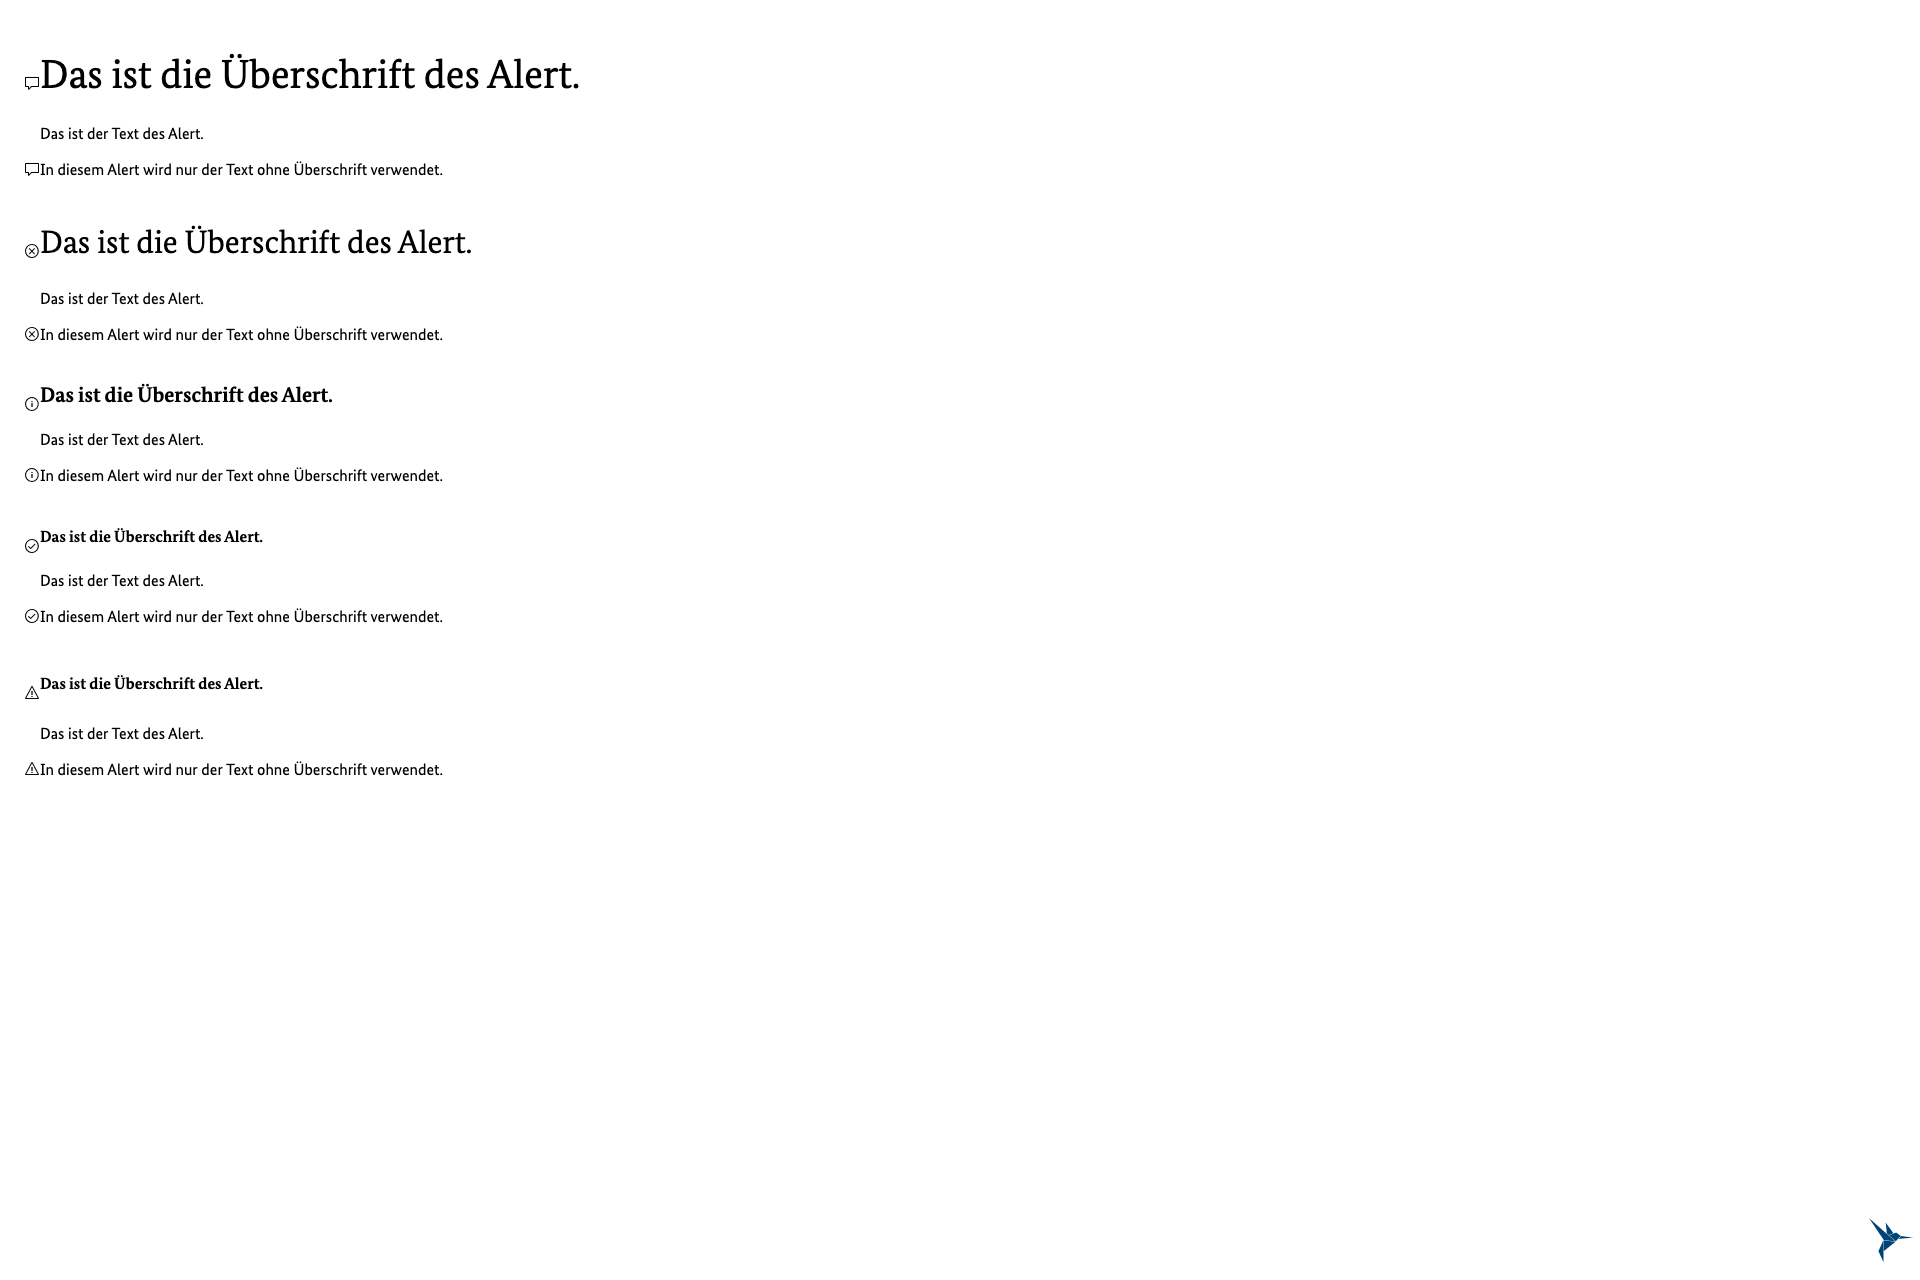 Das ist die Überschrift des Alert.
Das ist der Text des Alert.
In diesem Alert wird nur der Text ohne Überschrift verwendet.
Das ist die Überschrift des Alert.
Das ist der Text des Alert.
In diesem Alert wird nur der Text ohne Überschrift verwendet.
Das ist die Überschrift des Alert.
Das ist der Text des Alert.
In diesem Alert wird nur der Text ohne Überschrift verwendet.
Das ist die Überschrift des Alert.
Das ist der Text des Alert.
In diesem Alert wird nur der Text ohne Überschrift verwendet.
Das ist die Überschrift des Alert.
Das ist der Text des Alert.
In diesem Alert wird nur der Text ohne Überschrift verwendet.